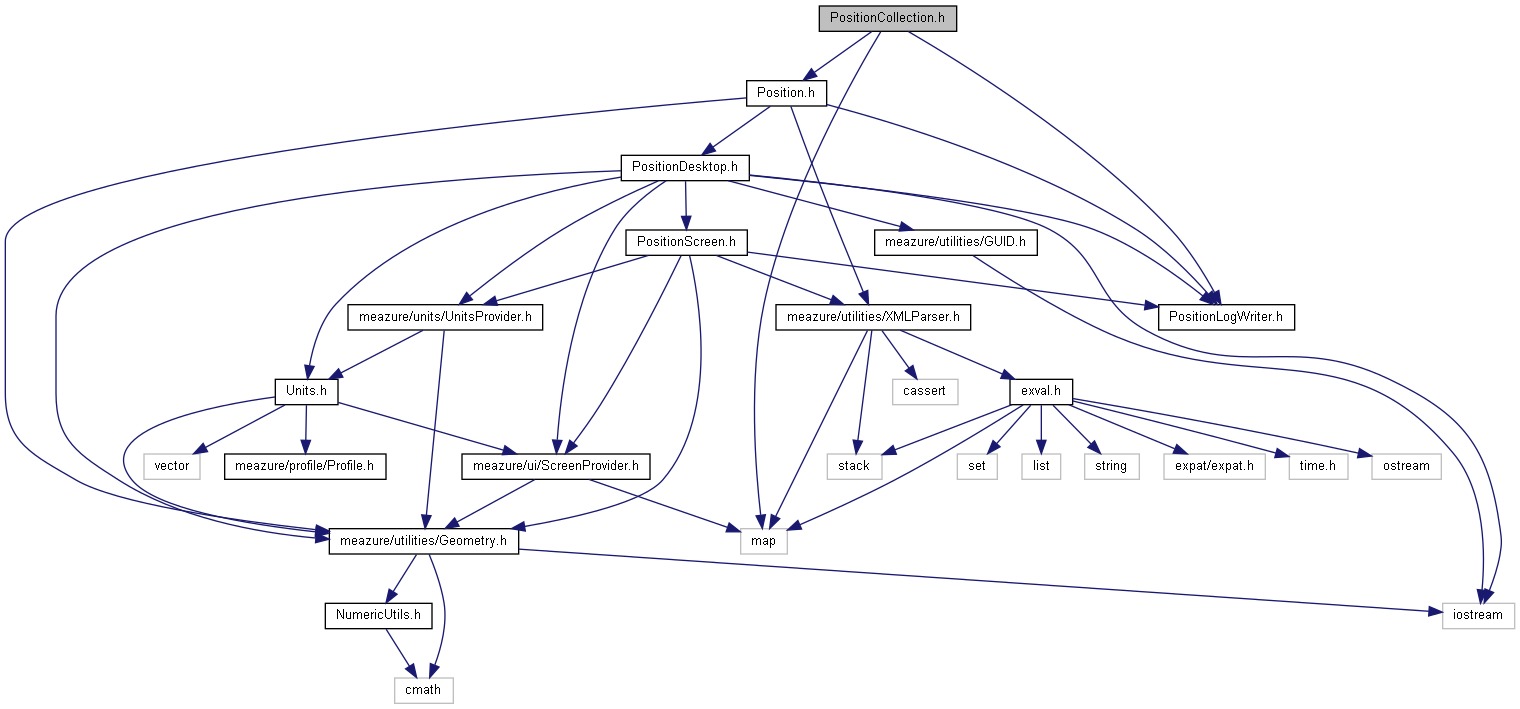 PositionCollection.h
Position.h
PositionDesktop.h
PositionScreen.h
meazure/utilities/GUID.h
meazure/units/UnitsProvider.h
meazure/utilities/XMLParser.h
PositionLogWriter.h
Units.h
cassert
exval.h
vector
meazure/profile/Profile.h
meazure/ui/ScreenProvider.h
stack
set
list
string
expat/expat.h
time.h
ostream
meazure/utilities/Geometry.h
map
NumericUtils.h
iostream
cmath